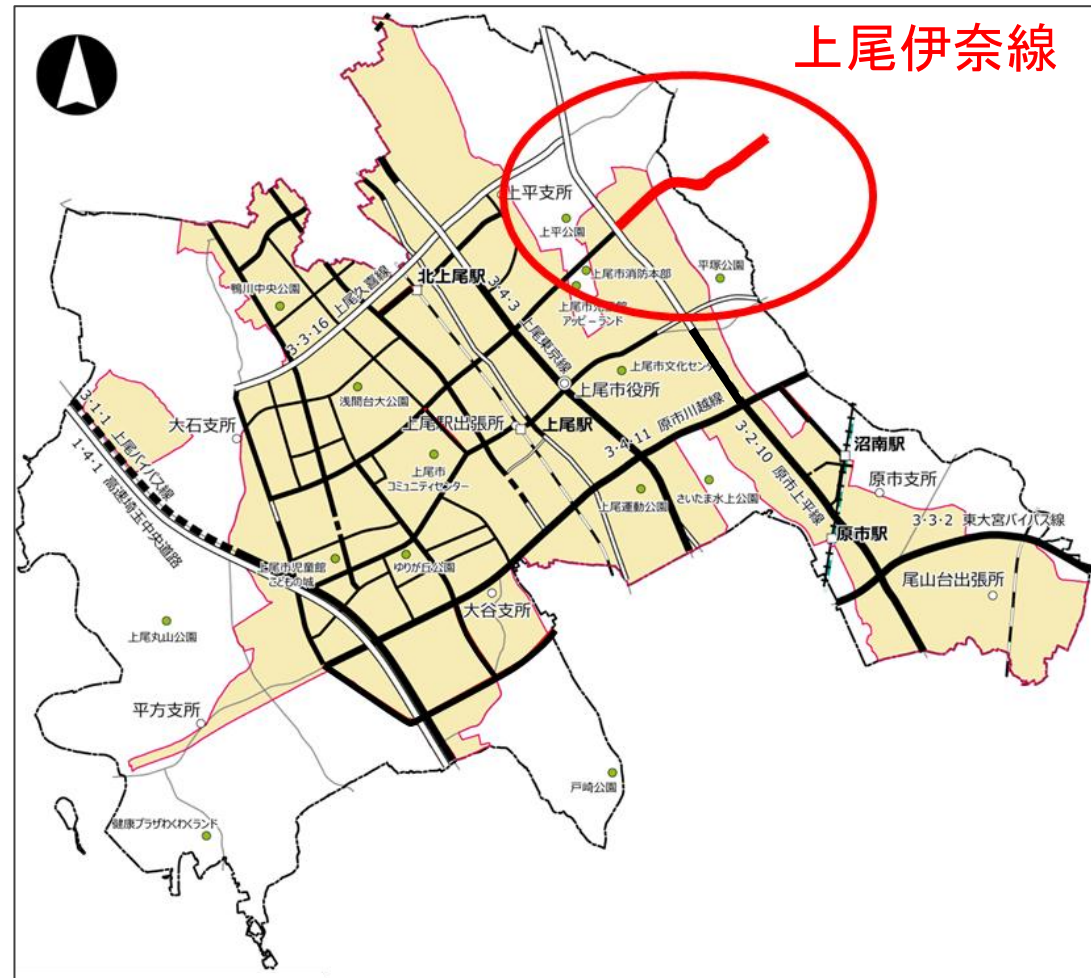 上尾伊奈線
上平支所
上平公園
上尾市消防本部
平塚公園
アッピーランド
鴨川中央公園
北上尾駅
3・3・16 上尾久喜線
3・4・3 上尾東京線
上尾市文化センタ
上尾市役所
浅間台大公園
大石支所
上尾駅出張所
上尾駅
3・4・11 原市川越線
3・1・1 上尾バイパス線
1・4・1 高速埼玉中央道路
上尾市
コミュニティセンター
3・2・10 原市上平線
沼南駅
原市支所
さいたま水上公園
上尾運動公園
3・3・2 東大宮バイパス線
原市駅
上尾市児童館
こどもの城
ゆりが丘公園
尾山台出張所
大谷支所
上尾丸山公園
平方支所
戸崎公園
健康プラザわくわくランド